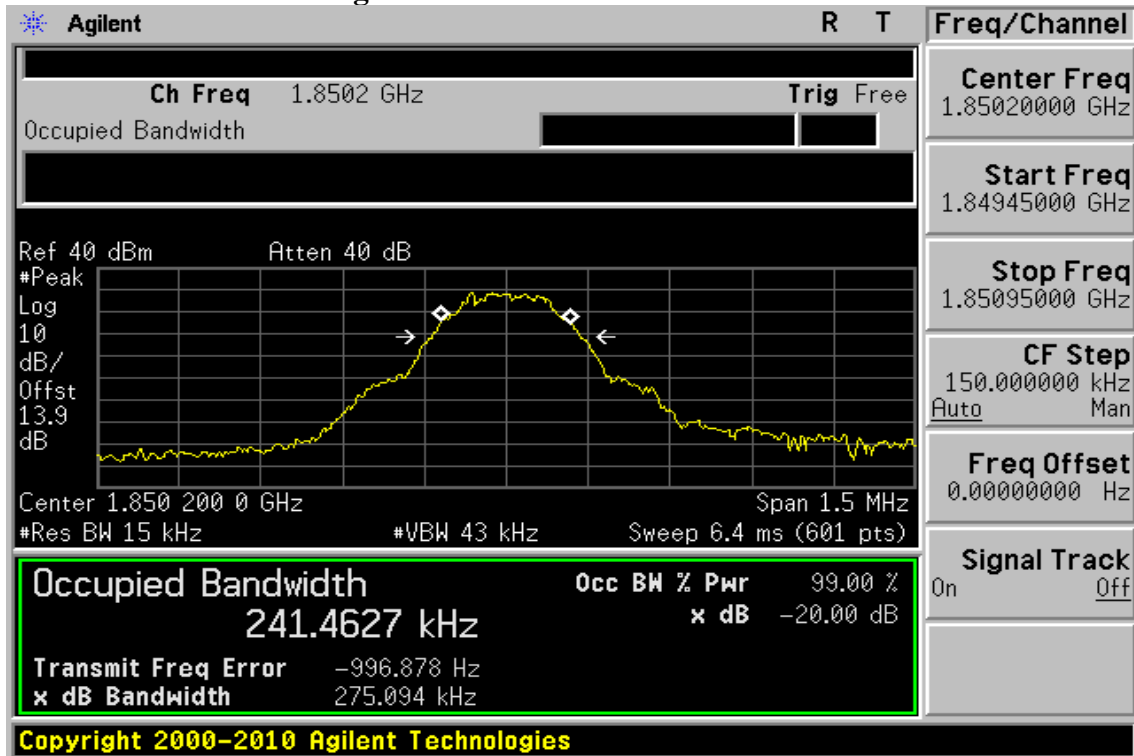 Agilent R T
Freq/Channel
Ch Freq 1.8502 GHz Trig Free
Occupied Bandwidth
Center Freq
1.85020000 GHz
Start Freq
1.84945000 GHz
Stop Freq
1.85095000 GHz
CF Step
150.000000 kHz
Auto Man
Freq Offset
0.00000000 Hz
Signal Track
On Off
Ref 40 dBm Atten 40 dB
#Peak
Log
10
dB/
Offst
13.9
dB
Center 1.850 200 0 GHz Span 1.5 MHz
#Res BW 15 kHz #VBW 43 kHz Sweep 6.4 ms (601 pts)
Occupied Bandwidth
241.4627 kHz
Occ BW % Pwr 99.00 %
x dB -20.00 dB
Transmit Freq Error -996.878 Hz
x dB Bandwidth 275.094 kHz
Copyright 2000-2010 Agilent Technologies